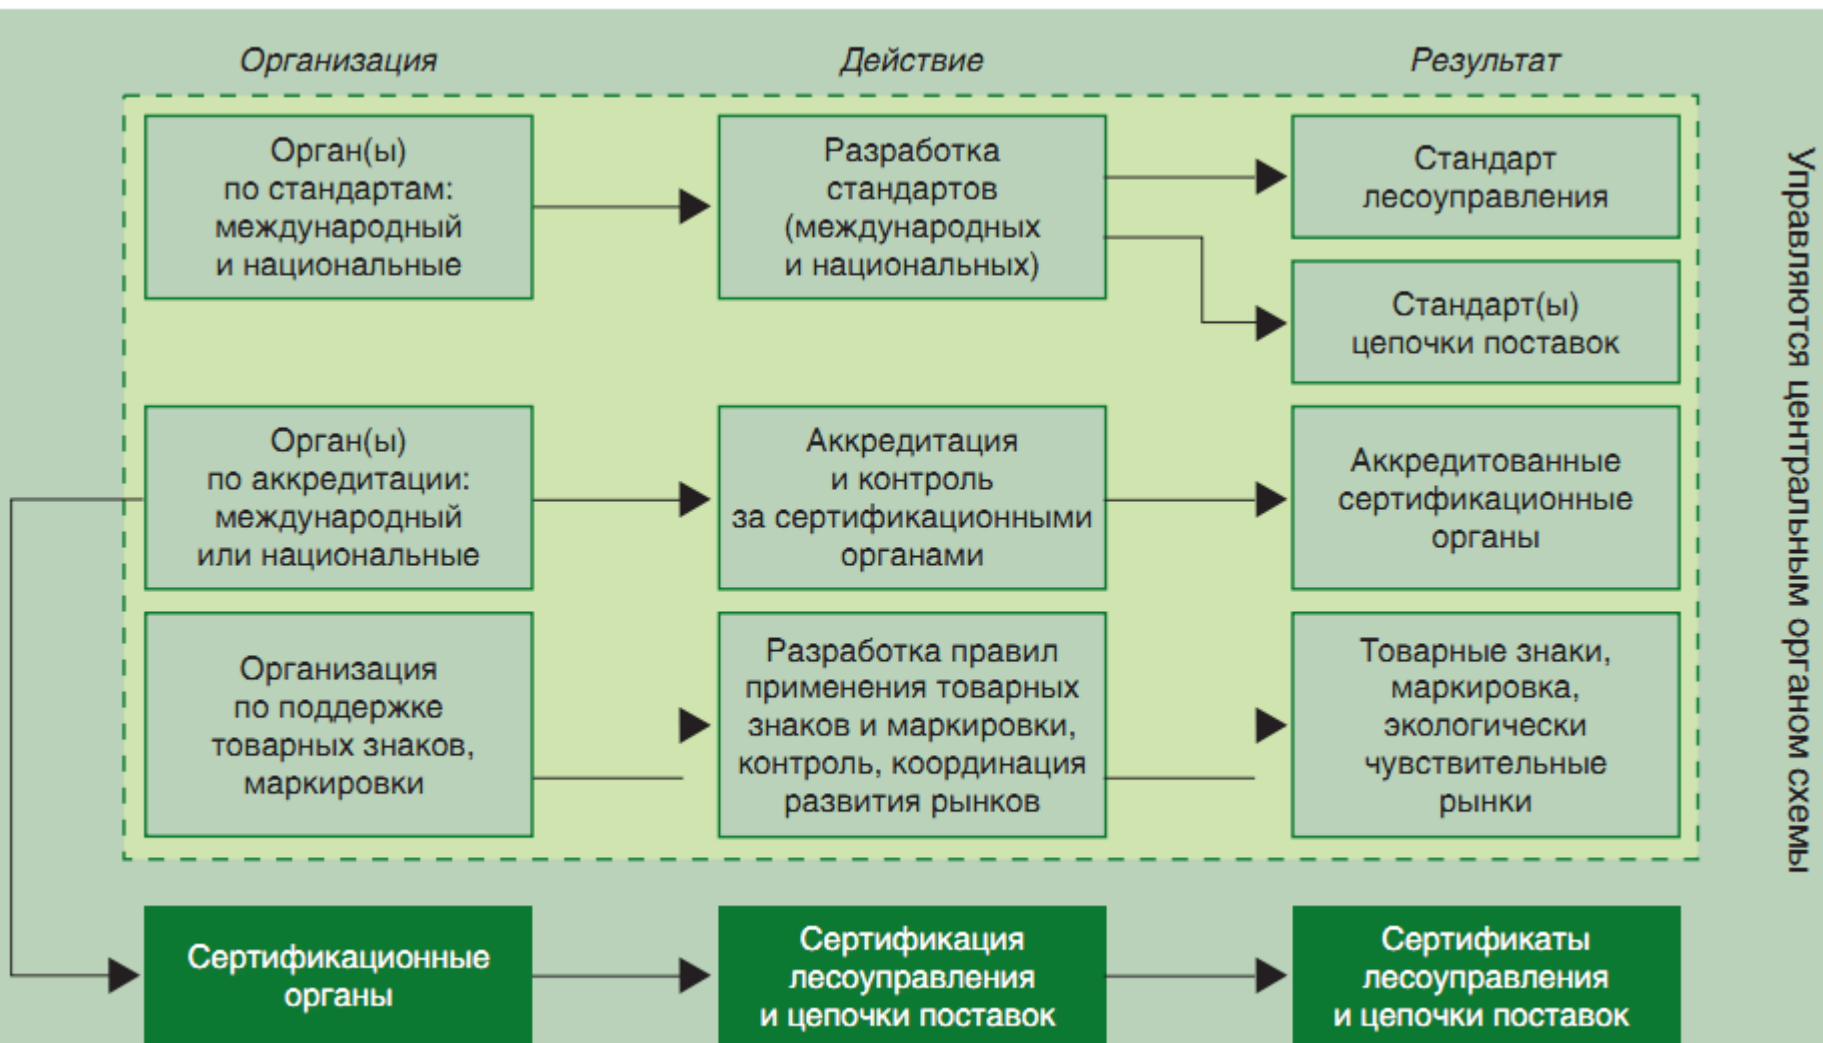 Организация
Действие
Результат
Орган(ы)
по стандартам:
международный
и национальные
Разработка
стандартов
(международных
и национальных)
Стандарт
лесоуправления
Стандарт(ы)
цепочки поставок
Орган(ы)
по аккредитации:
международный
или национальные
Аккредитация
и контроль
за сертификационными
органами
Аккредитованные
сертификационные
органы
Организация
по поддержке
товарных знаков,
маркировки
Разработка правил
применения товарных
знаков и маркировки,
контроль, координация
развития рынков
Товарные знаки,
маркировка,
экологически
чувствительные
рынки
Сертификационные
органы
Сертификация
лесоуправления
и цепочки поставок
Сертификаты
лесоуправления
и цепочки поставок
Управляются центральным органом схемы